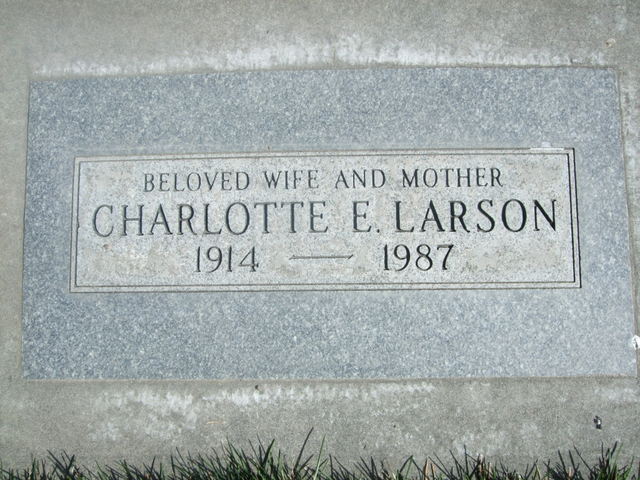 BELOVED WIFE AND MOTHER
CHARLOTTE E. LARSON
1914 — 1987